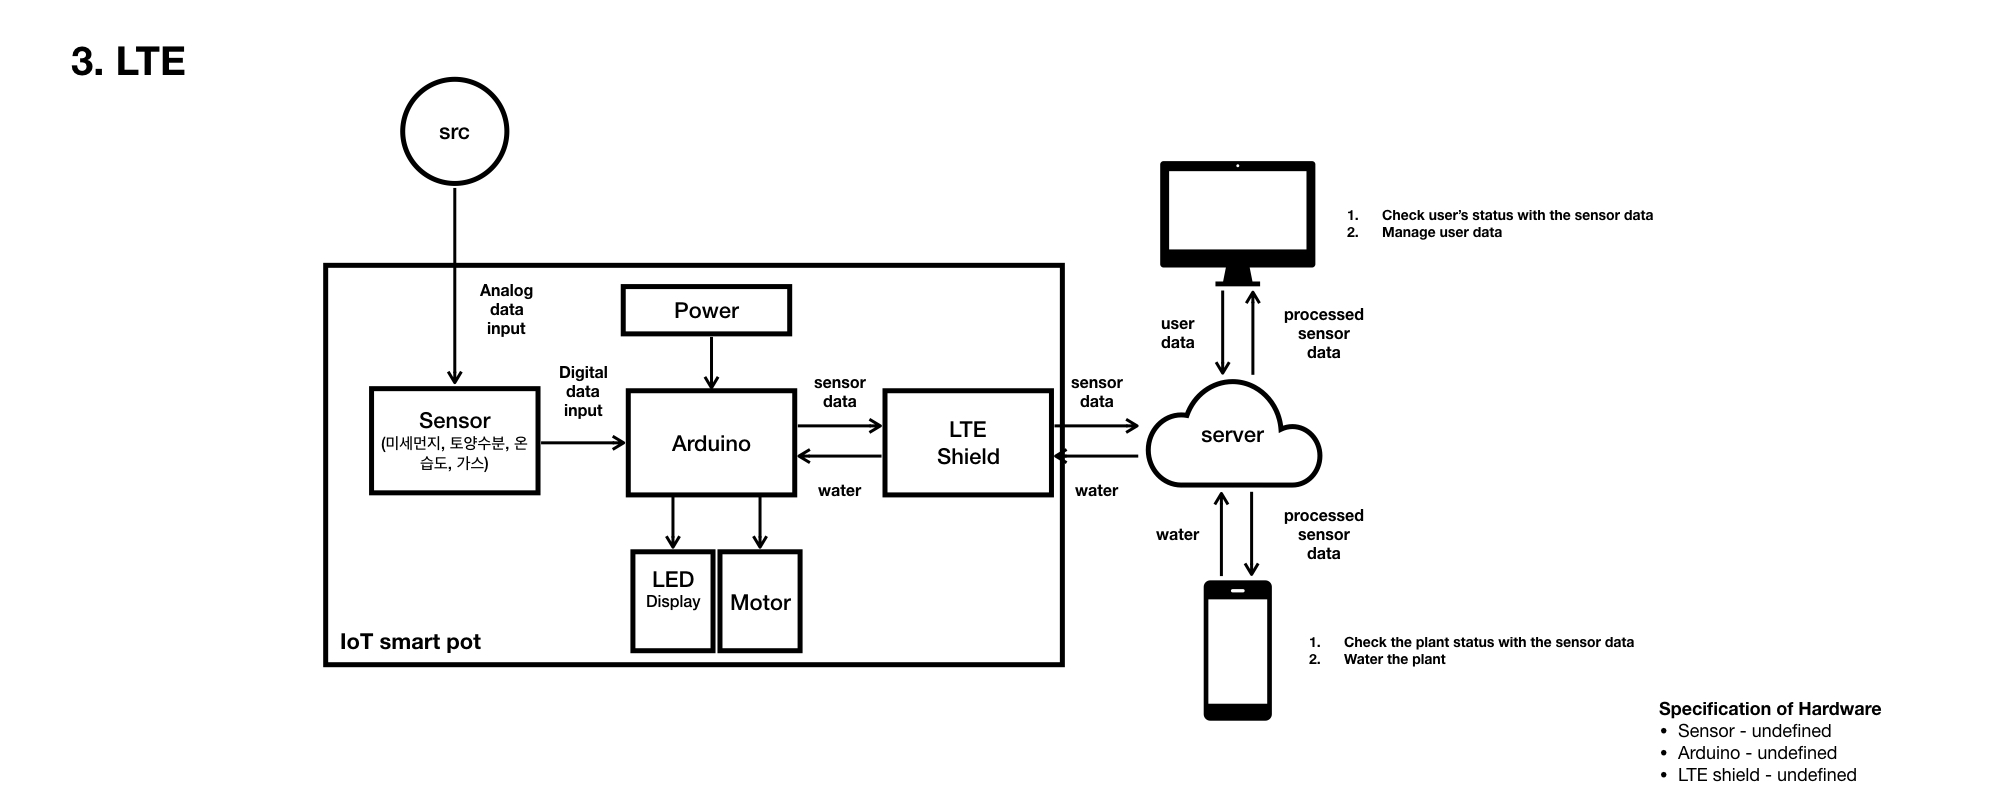 3. LTE
src
Analog
data
input
Power
Digital
data
input
Sensor
(미세먼지, 토양수분, 온
습도, 가스)
Arduino
sensor
data
water
LTE
Shield
sensor
data
water
LED
Display
Motor
IoT smart pot
1. Check user's status with the sensor data
2. Manage user data
user
data
processed
sensor
data
server
water
processed
sensor
data
1. Check the plant status with the sensor data
2. Water the plant
Specification of Hardware
• Sensor - undefined
• Arduino - undefined
• LTE shield - undefined